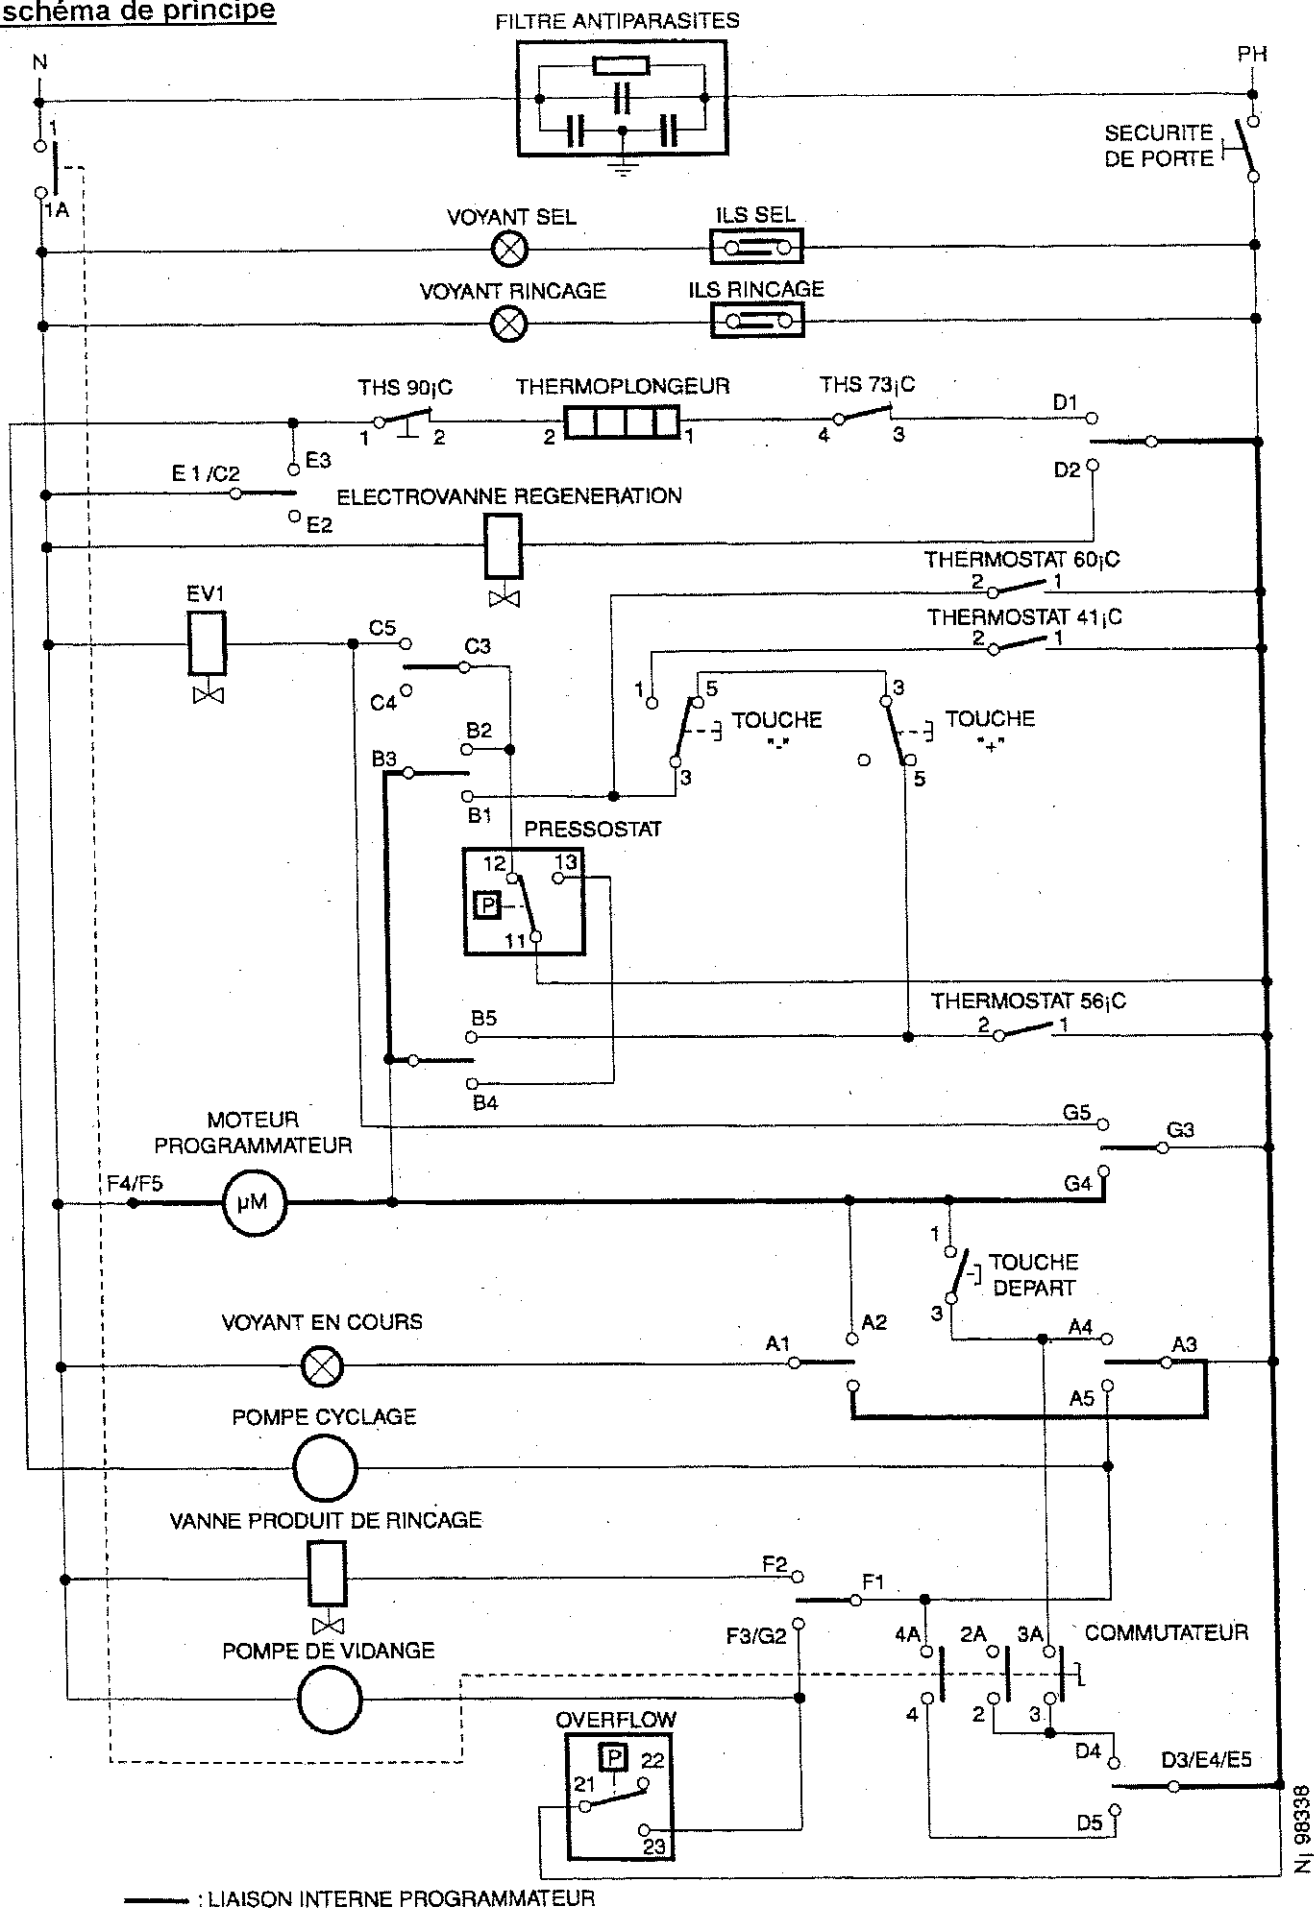 schéma de principe
FILTRE ANTIPARASITES
N
PH
1
1A
SECURITE
DE PORTE
VOYANT SEL
ILS SEL
VOYANT RINCAGE
ILS RINCAGE
THS 90¡C
THERMOPLONGEUR
THS 73¡C
D1
1
2
2
1
4
3
E3
E1/C2
D2
ELECTROVANNE REGENERATION
E2
THERMOSTAT 60¡C
2
1
EV1
THERMOSTAT 41¡C
C5
C3
2
1
C4
1
5
3
TOUCHE
"-"
TOUCHE
"+"
B2
B3
3
5
B1
PRESSOSTAT
12
13
P
11
THERMOSTAT 56¡C
B5
2
1
B4
MOTEUR
PROGRAMMATEUR
G5
G3
F4/F5
µM
G4
1
TOUCHE
DEPART
3
VOYANT EN COURS
A2
A4
A1
A3
A5
POMPE CYCLAGE
VANNE PRODUIT DE RINCAGE
F2
F1
F3/G2
4A
2A
3A
COMMUTATEUR
POMPE DE VIDANGE
4
2
3
OVERFLOW
P
22
D4
D3/E4/E5
21
D5
23
N¡ 98338
: LIAISON INTERNE PROGRAMMATEUR